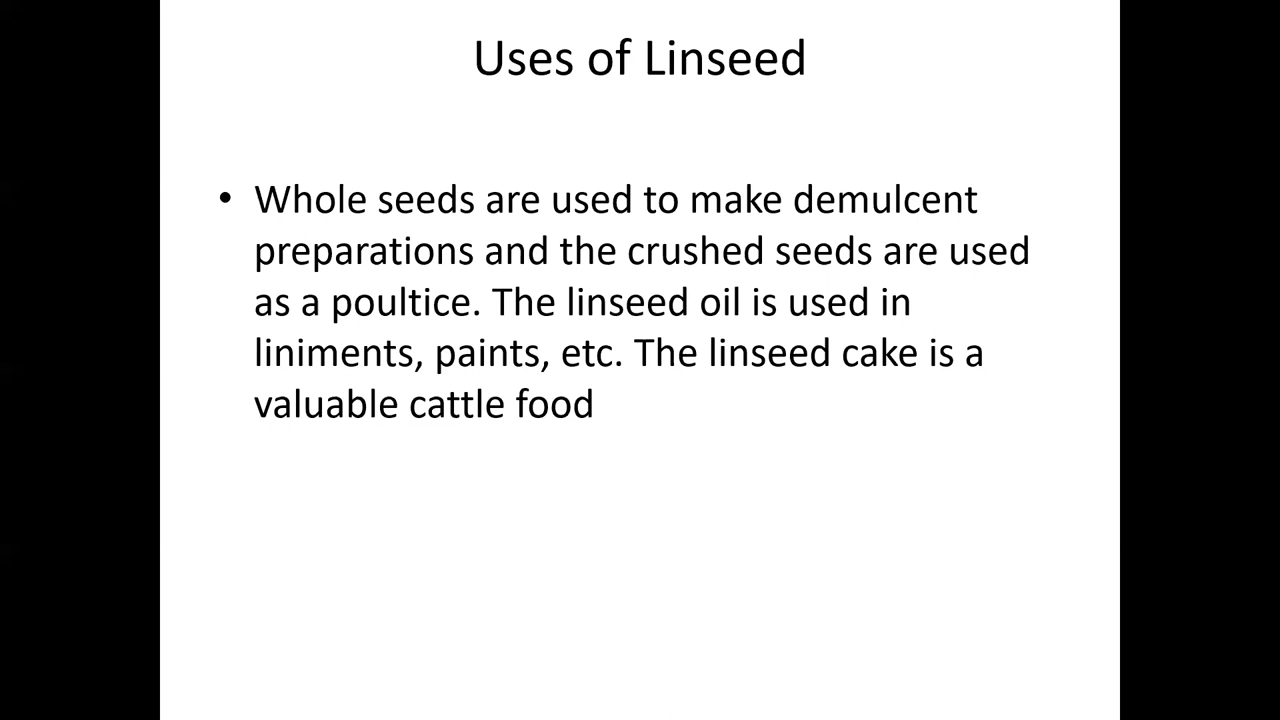 Uses of Linseed
• Whole seeds are used to make demulcent
preparations and the crushed seeds are used
as a poultice. The linseed oil is used in
liniments, paints, etc. The linseed cake is a
valuable cattle food